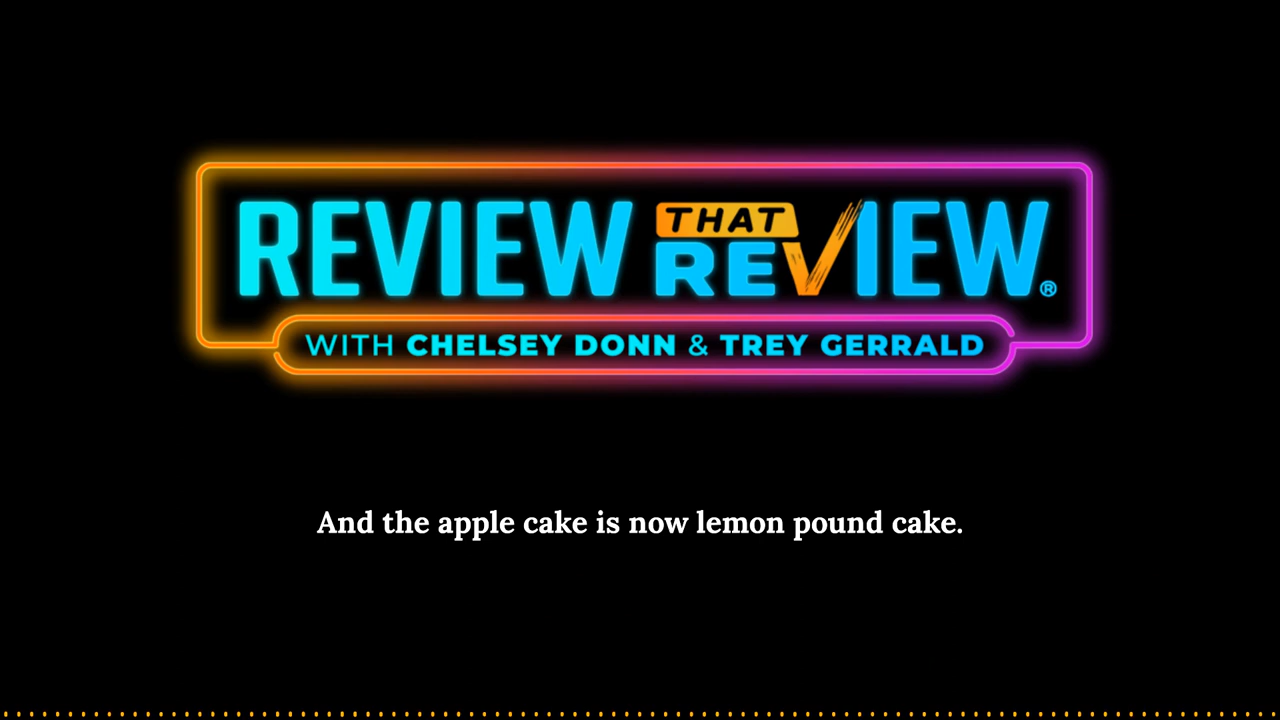 REVIEW THAT REVIEW®
WITH CHELSEY DONN & TREY GERRALD
And the apple cake is now lemon pound cake.